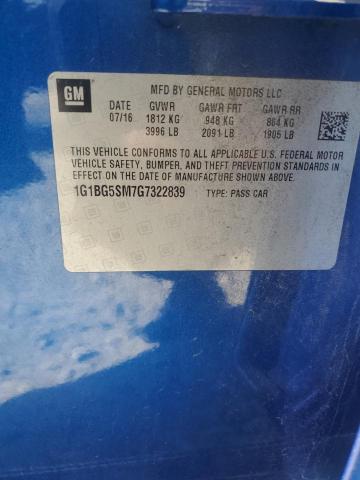 GM
MFD BY GENERAL MOTORS LLC
DATE GVWR GAWR FRT GAWR RR
07/16 1812 KG 948 KG 864 KG
3996 LB 2091 LB 1905 LB
THIS VEHICLE CONFORMS TO ALL APPLICABLE U.S. FEDERAL MOTOR
VEHICLE SAFETY, BUMPER, AND THEFT PREVENTION STANDARDS
IN EFFECT ON THE DATE OF MANUFACTURE SHOWN ABOVE.
1G1BG5SM7G7322839 TYPE: PASS CAR